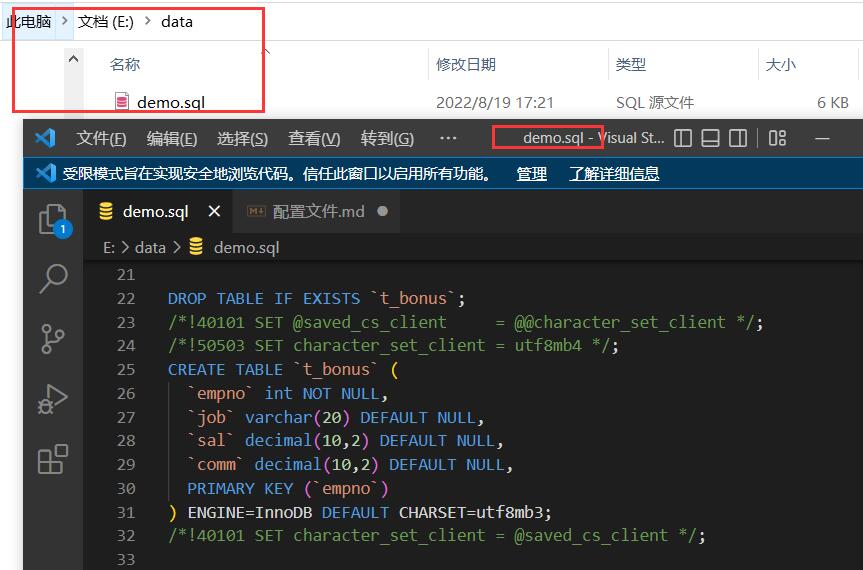 此电脑 > 文档 (E:) > data
名称 修改日期 类型 大小
demo.sql 2022/8/19 17:21 SQL 源文件 6 KB
文件(F) 编辑(E) 选择(S) 查看(V) 转到(G) ··· demo.sql - Visual St...
受限模式旨在实现安全地浏览代码。信任此窗口以启用所有功能。 管理 了解详细信息
1
demo.sql × 配置文件.md ●
E: > data > demo.sql
21
22 DROP TABLE IF EXISTS `t_bonus`;
23 /*!40101 SET @saved_cs_client     = @@character_set_client */;
24 /*!50503 SET character_set_client = utf8mb4 */;
25 CREATE TABLE `t_bonus` (
26   `empno` int NOT NULL,
27   `job` varchar(20) DEFAULT NULL,
28   `sal` decimal(10,2) DEFAULT NULL,
29   `comm` decimal(10,2) DEFAULT NULL,
30   PRIMARY KEY (`empno`)
31 ) ENGINE=InnoDB DEFAULT CHARSET=utf8mb3;
32 /*!40101 SET character_set_client = @saved_cs_client */;
33